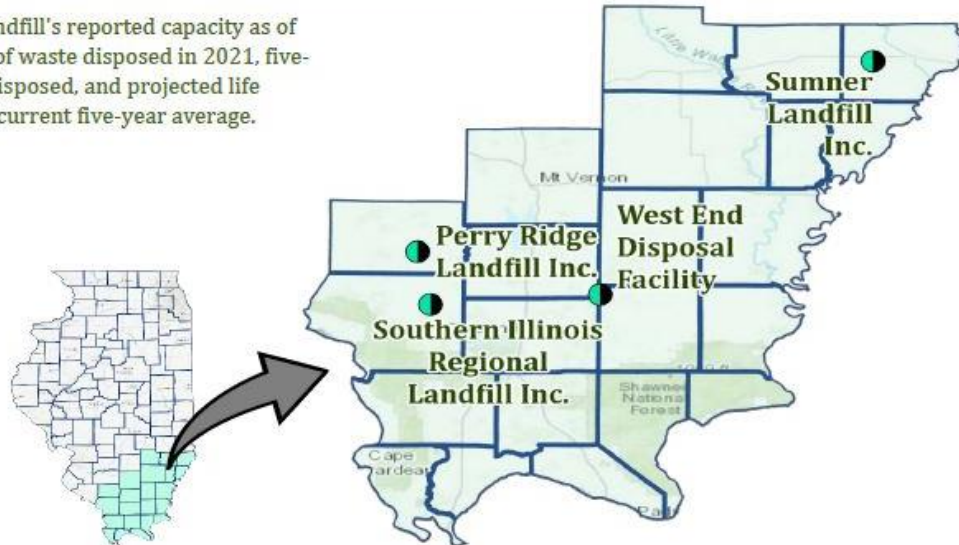 ndfill's reported capacity as of
of waste disposed in 2021, five-
isposed, and projected life
current five-year average.
Sumner
Landfill
Inc.
Mt Vernon
West End
Disposal
Facility
Perry Ridge
Landfill Inc.
Southern Illinois
Regional
Landfill Inc.
Shawnee
National
Forest
Cape
irardeau